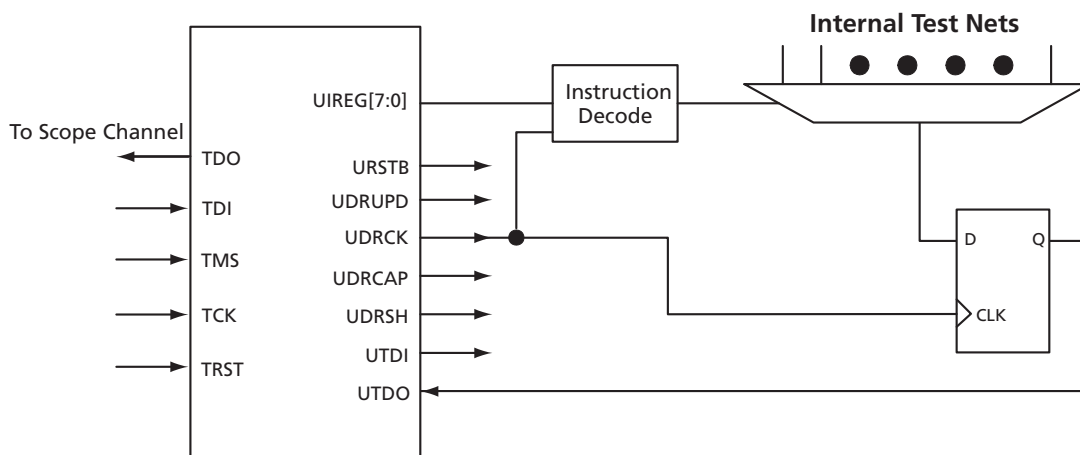 Internal Test Nets
UIREG[7:0]
Instruction
Decode
To Scope Channel
TDO
URSTB
UDRUPD
TDI
UDRCK
D
Q
TMS
UDRCAP
TCK
UDRSH
CLK
UTDI
TRST
UTDO